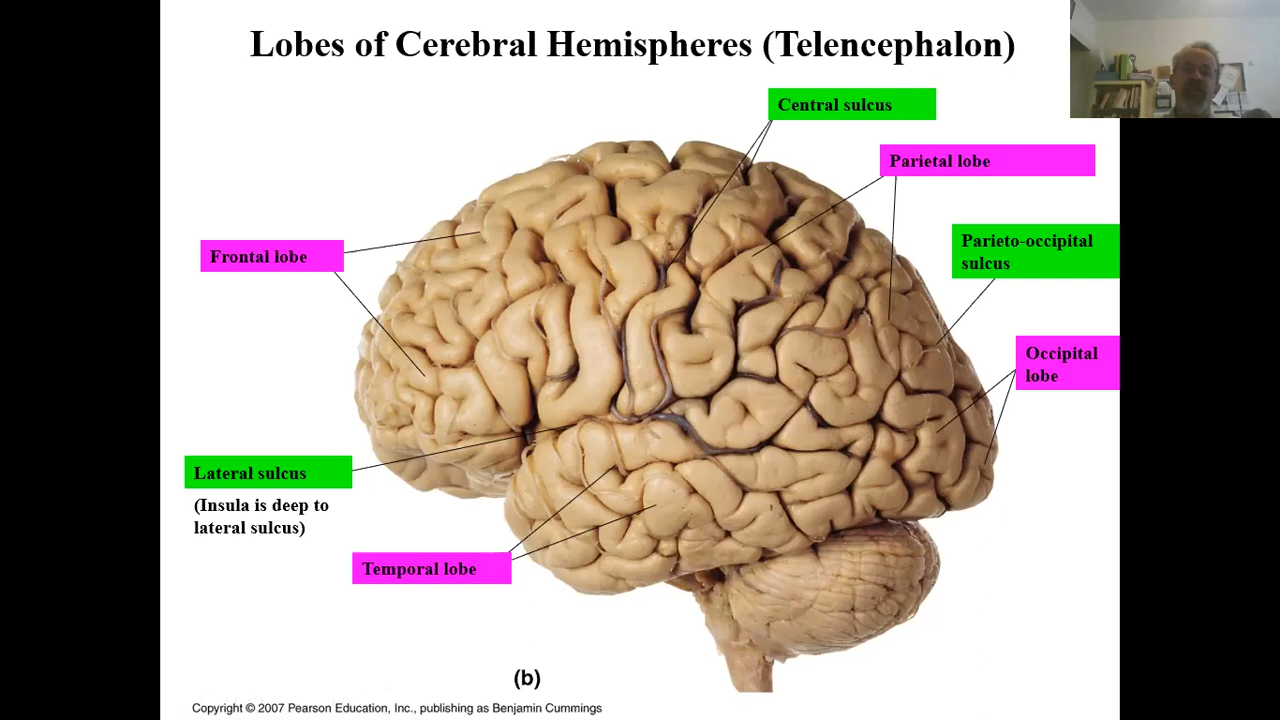 Lobes of Cerebral Hemispheres (Telencephalon)
Central sulcus
Parietal lobe
Parieto-occipital
sulcus
Frontal lobe
Occipital
lobe
Lateral sulcus
(Insula is deep to
lateral sulcus)
Temporal lobe
(b)
Copyright © 2007 Pearson Education, Inc., publishing as Benjamin Cummings